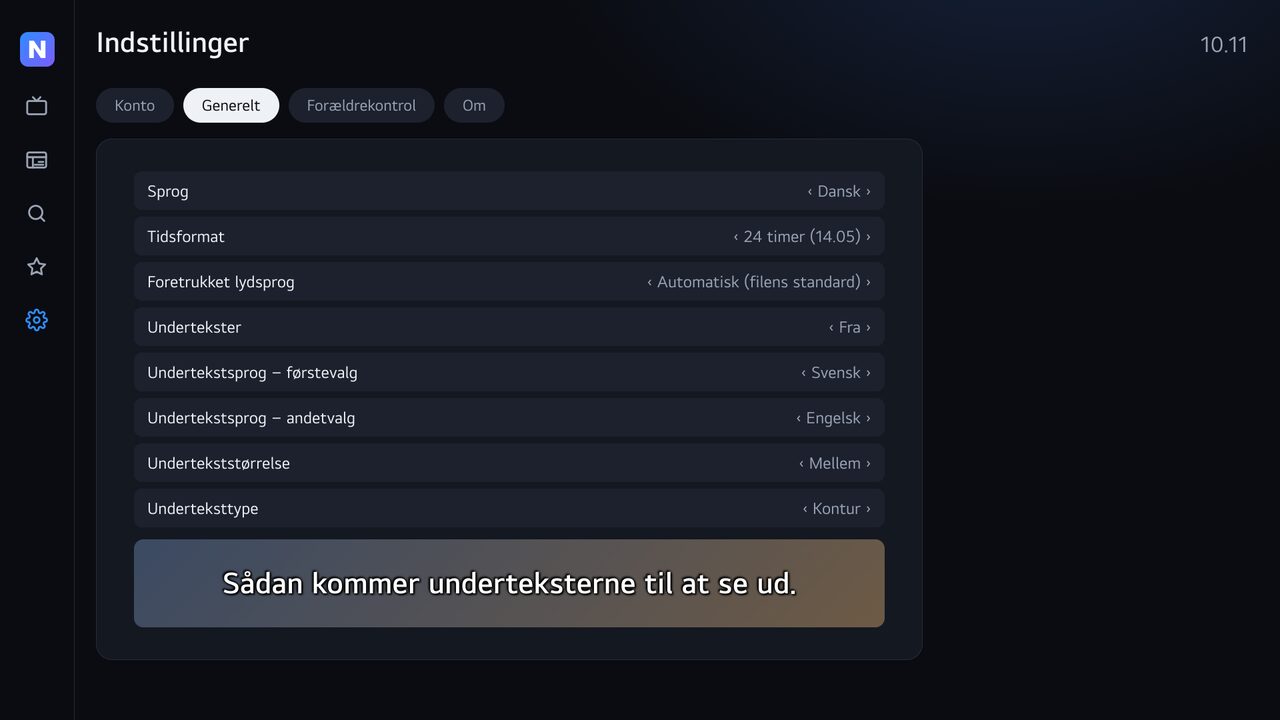 N
Indstillinger
10.11
Konto
Generelt
Forældrekontrol
Om
Sprog ‹ Dansk ›
Tidsformat ‹ 24 timer (14.05) ›
Foretrukket lydsprog ‹ Automatisk (filens standard) ›
Undertekster ‹ Fra ›
Undertekstsprog – førstevalg ‹ Svensk ›
Undertekstsprog – andetvalg ‹ Engelsk ›
Undertekststørrelse ‹ Mellem ›
Underteksttype ‹ Kontur ›
Sådan kommer underteksterne til at se ud.